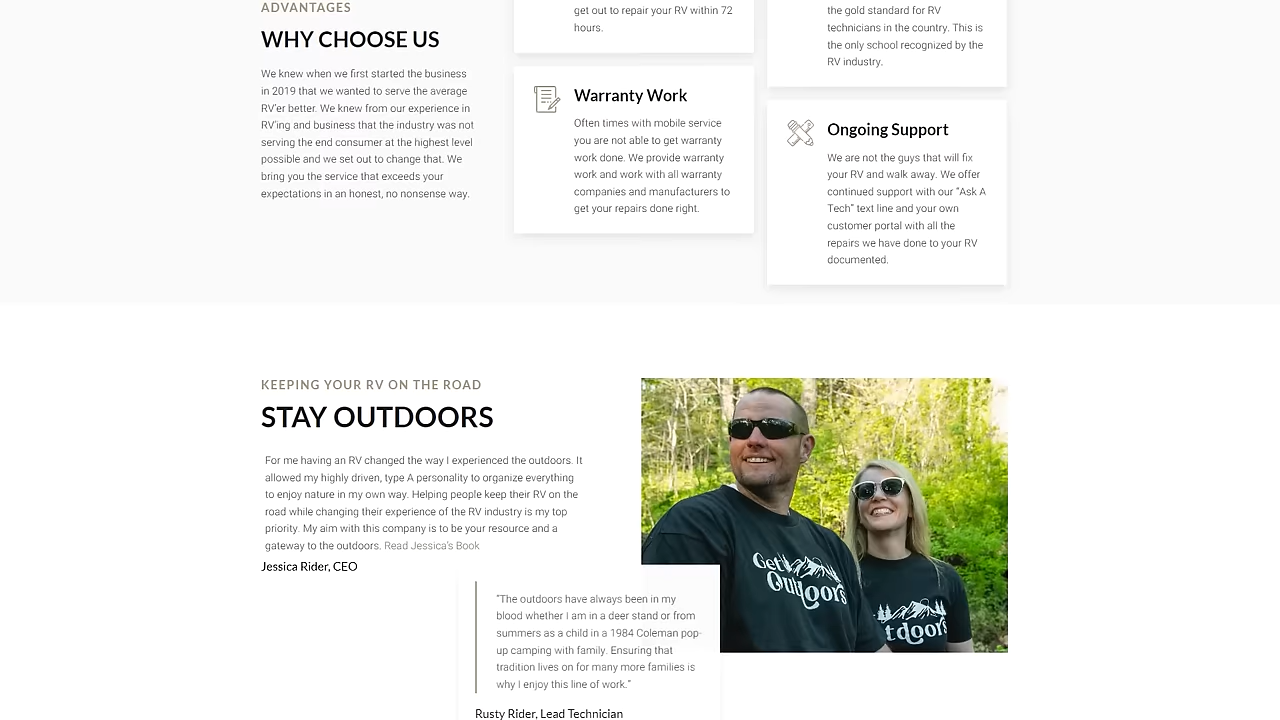 ADVANTAGES
WHY CHOOSE US
We knew when we first started the business
in 2019 that we wanted to serve the average
RV'er better. We knew from our experience in
RV'ing and business that the industry was not
serving the end consumer at the highest level
possible and we set out to change that. We
bring you the service that exceeds your
expectations in an honest, no nonsense way.
get out to repair your RV within 72
hours.
Warranty Work
Often times with mobile service
you are not able to get warranty
work done. We provide warranty
work and work with all warranty
companies and manufacturers to
get your repairs done right.
the gold standard for RV
technicians in the country. This is
the only school recognized by the
RV industry.
Ongoing Support
We are not the guys that will fix
your RV and walk away. We offer
continued support with our “Ask A
Tech” text line and your own
customer portal with all the
repairs we have done to your RV
documented.
KEEPING YOUR RV ON THE ROAD
STAY OUTDOORS
For me having an RV changed the way I experienced the outdoors. It
allowed my highly driven, type A personality to organize everything
to enjoy nature in my own way. Helping people keep their RV on the
road while changing their experience of the RV industry is my top
priority. My aim with this company is to be your resource and a
gateway to the outdoors. Read Jessica's Book
Jessica Rider, CEO
“The outdoors have always been in my
blood whether I am in a deer stand or from
summers as a child in a 1984 Coleman pop-
up camping with family. Ensuring that
tradition lives on for many more families is
why I enjoy this line of work.”
Rusty Rider, Lead Technician
Get
Outdoors
tdoors